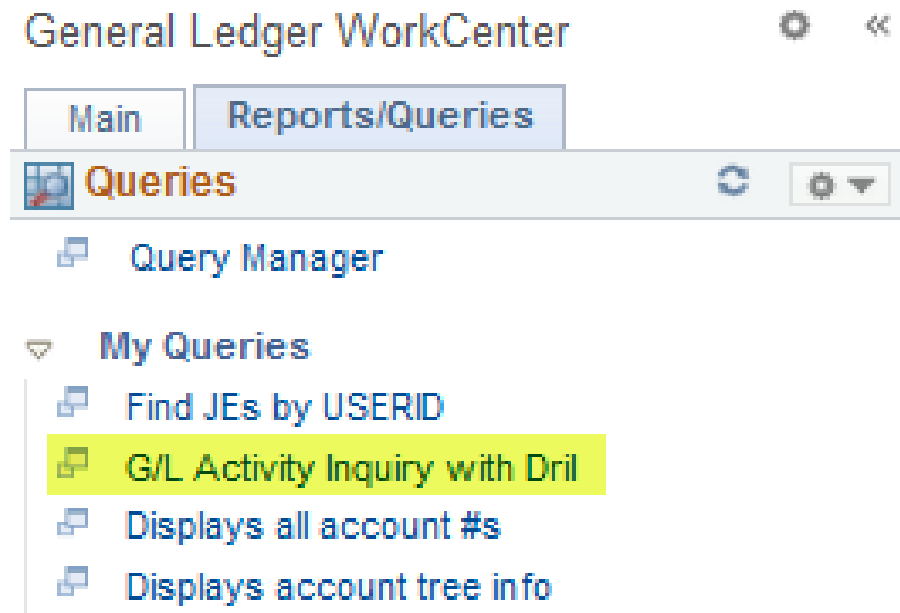 General Ledger WorkCenter
Main
Reports/Queries
Queries
Query Manager
My Queries
Find JEs by USERID
G/L Activity Inquiry with Dril
Displays all account #s
Displays account tree info